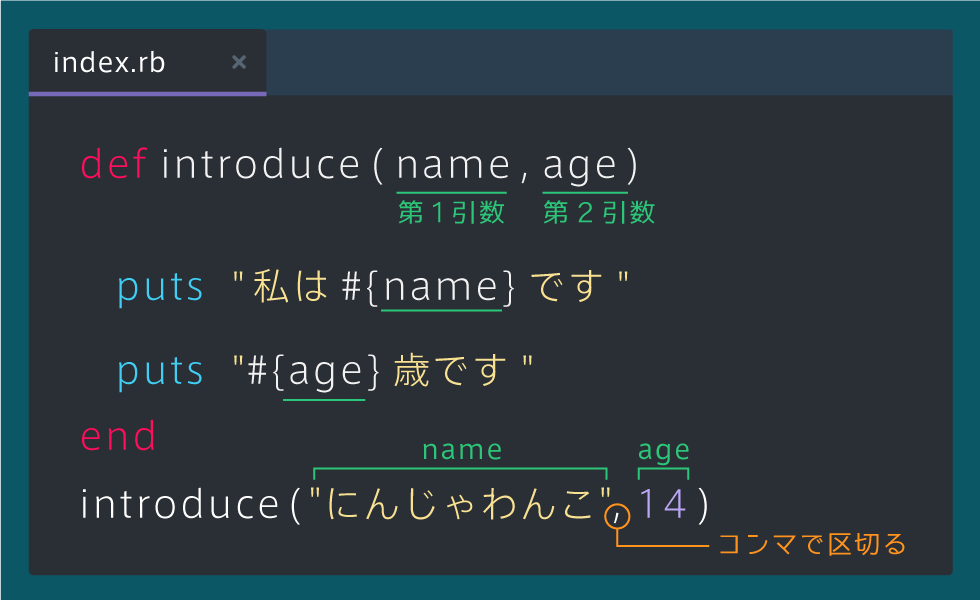 index.rb ×
def introduce(name, age)
第1引数 第2引数
puts "私は #{name} です"
puts "#{age} 歳です"
end
name age
introduce("にんじゃわんこ", 14)
コンマで区切る